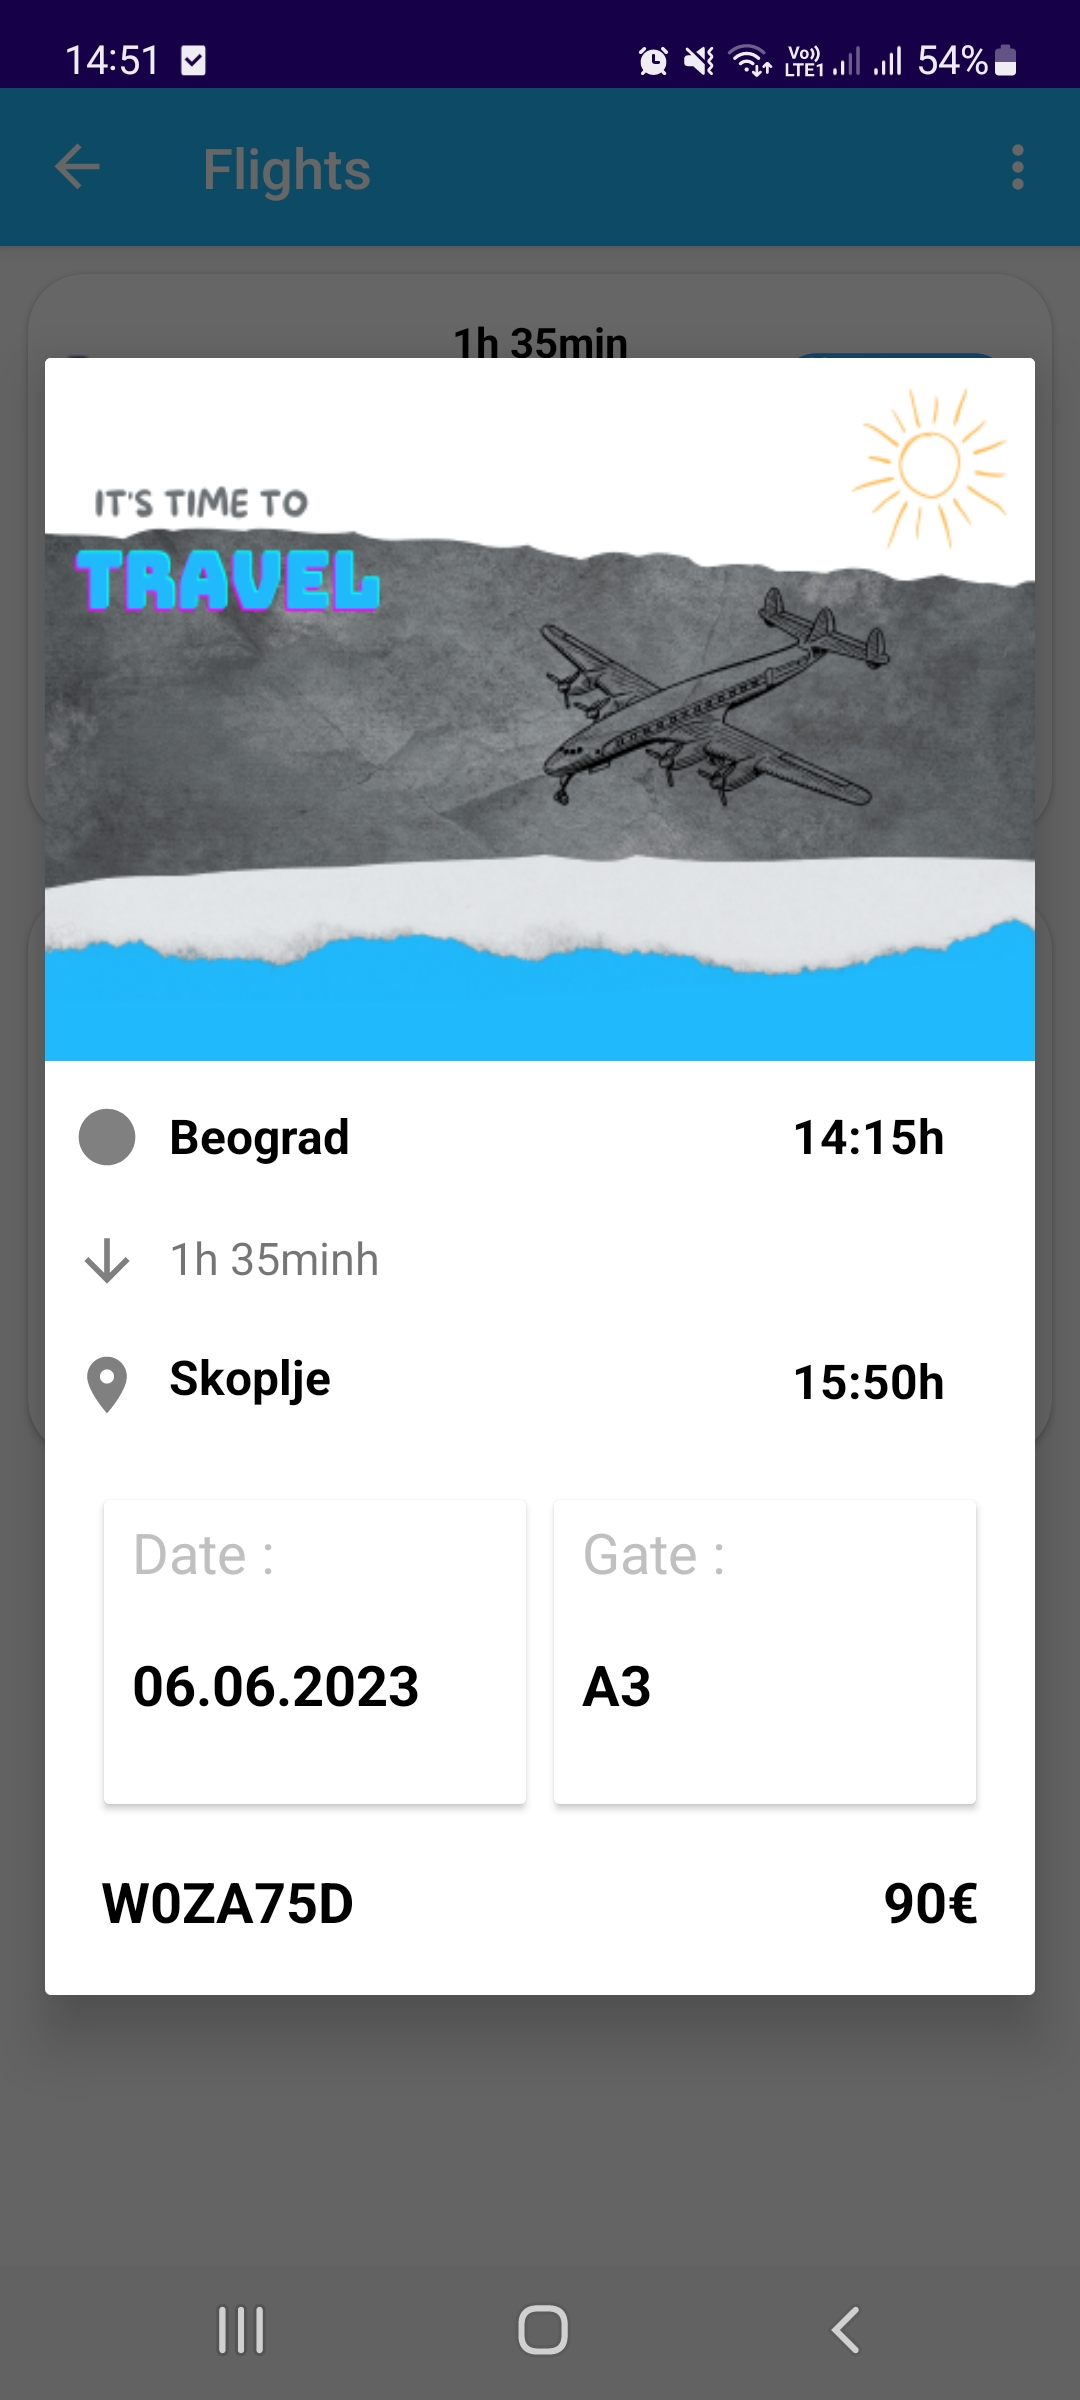 14:51
Vo)) LTE1 54%
Flights
1h 35min
IT'S TIME TO
TRAVEL
Beograd 14:15h
1h 35minh
Skoplje 15:50h
Date : Gate :
06.06.2023 A3
W0ZA75D 90€